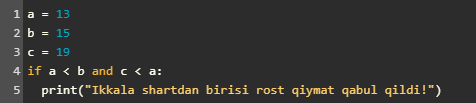 1 a = 13
2 b = 15
3 c = 19
4 if a < b and c < a:
5   print("Ikkala shartdan birisi rost qiymat qabul qildi!")